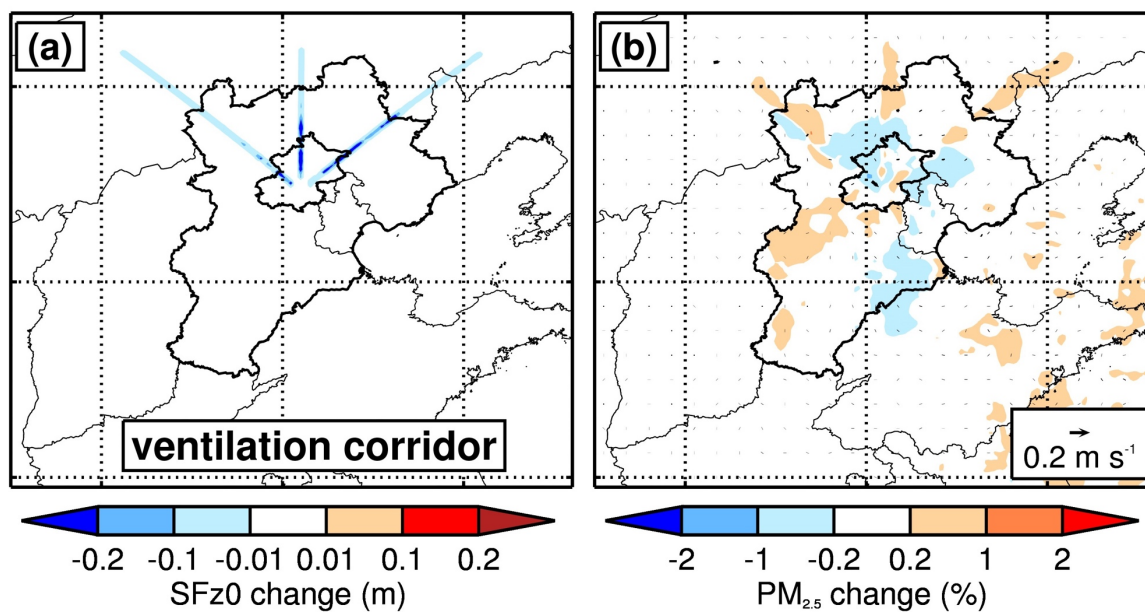 (a)
(b)
ventilation corridor
0.2 m s⁻¹
-0.2 -0.1 -0.01 0.01 0.1 0.2
SFz0 change (m)
-2 -1 -0.2 0.2 1 2
PM₂.₅ change (%)